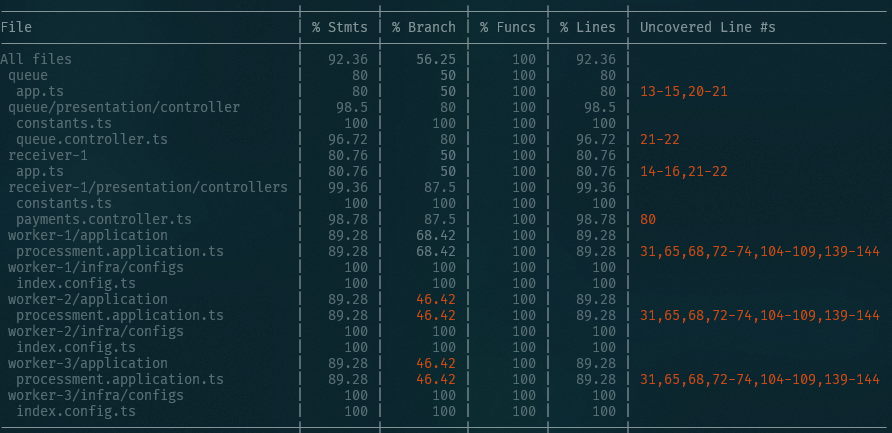 File | % Stmts | % Branch | % Funcs | % Lines | Uncovered Line #s
All files | 92.36 | 56.25 | 100 | 92.36 |
queue | 80 | 50 | 100 | 80 |
app.ts | 80 | 50 | 100 | 80 | 13-15,20-21
queue/presentation/controller | 98.5 | 80 | 100 | 98.5 |
constants.ts | 100 | 100 | 100 | 100 |
queue.controller.ts | 96.72 | 80 | 100 | 96.72 | 21-22
receiver-1 | 80.76 | 50 | 100 | 80.76 |
app.ts | 80.76 | 50 | 100 | 80.76 | 14-16,21-22
receiver-1/presentation/controllers | 99.36 | 87.5 | 100 | 99.36 |
constants.ts | 100 | 100 | 100 | 100 |
payments.controller.ts | 98.78 | 87.5 | 100 | 98.78 | 80
worker-1/application | 89.28 | 68.42 | 100 | 89.28 |
processment.application.ts | 89.28 | 68.42 | 100 | 89.28 | 31,65,68,72-74,104-109,139-144
worker-1/infra/configs | 100 | 100 | 100 | 100 |
index.config.ts | 100 | 100 | 100 | 100 |
worker-2/application | 89.28 | 46.42 | 100 | 89.28 |
processment.application.ts | 89.28 | 46.42 | 100 | 89.28 | 31,65,68,72-74,104-109,139-144
worker-2/infra/configs | 100 | 100 | 100 | 100 |
index.config.ts | 100 | 100 | 100 | 100 |
worker-3/application | 89.28 | 46.42 | 100 | 89.28 |
processment.application.ts | 89.28 | 46.42 | 100 | 89.28 | 31,65,68,72-74,104-109,139-144
worker-3/infra/configs | 100 | 100 | 100 | 100 |
index.config.ts | 100 | 100 | 100 | 100 |